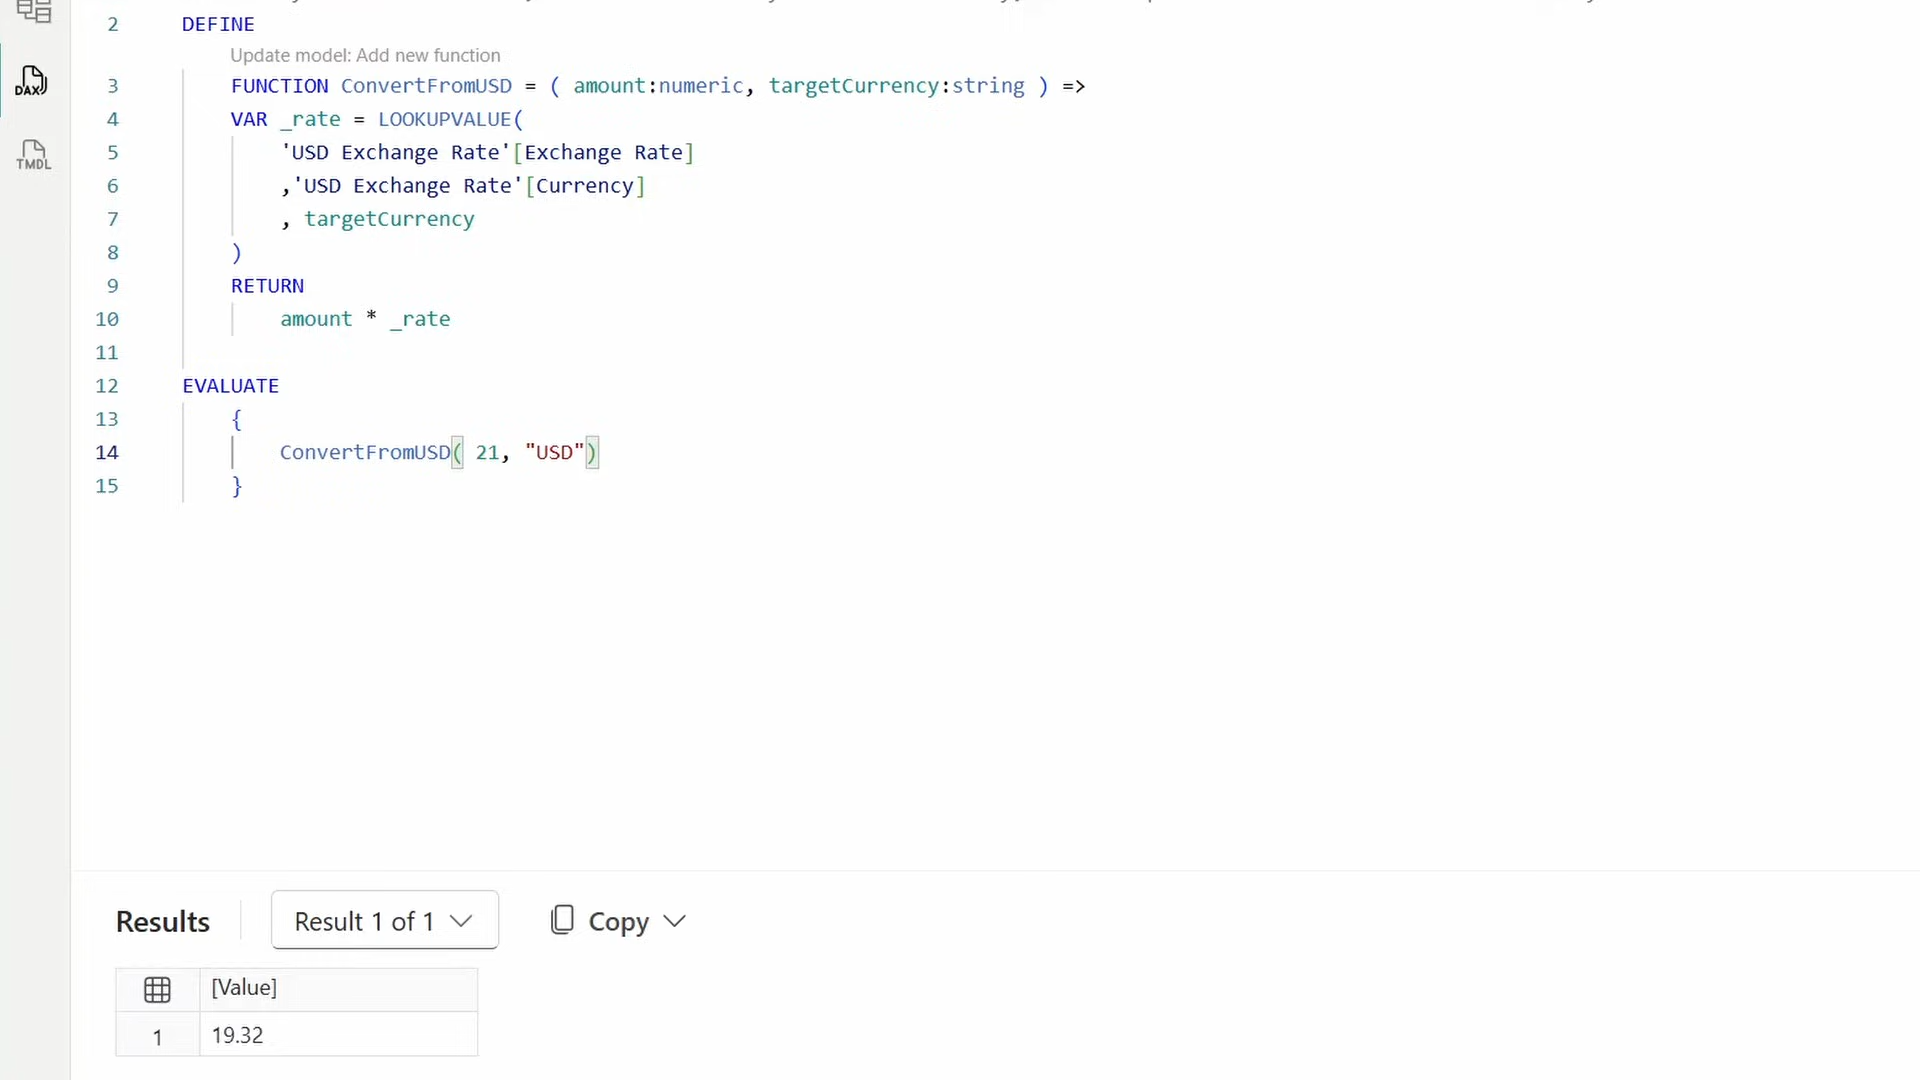 2 DEFINE
Update model: Add new function
3 FUNCTION ConvertFromUSD = ( amount:numeric, targetCurrency:string ) =>
DAX
4 VAR _rate = LOOKUPVALUE(
5 'USD Exchange Rate'[Exchange Rate]
TMDL
6 ,'USD Exchange Rate'[Currency]
7 , targetCurrency
8 )
9 RETURN
10 amount * _rate
11
12 EVALUATE
13 {
14 ConvertFromUSD( 21, "USD")
15 }
Results Result 1 of 1 Copy
[Value]
1 19.32